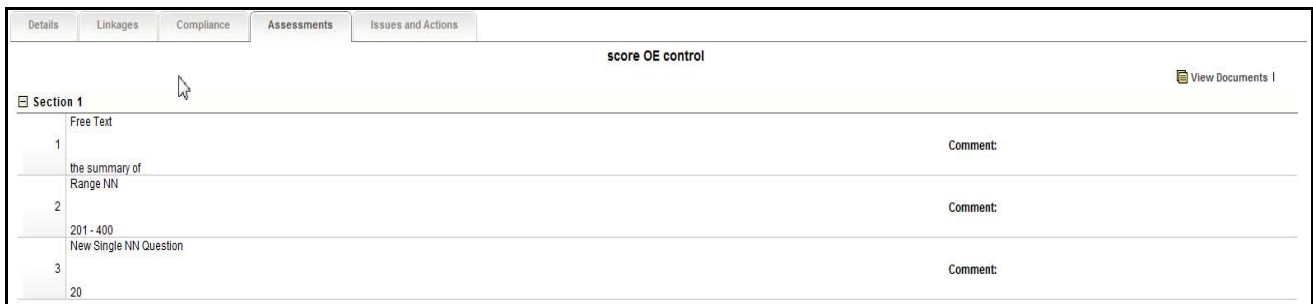 Details Linkages Compliance Assessments Issues and Actions
score OE control
View Documents |
Section 1
Free Text
1 Comment:
the summary of
Range NN
2 Comment:
201 - 400
New Single NN Question
3 Comment:
20